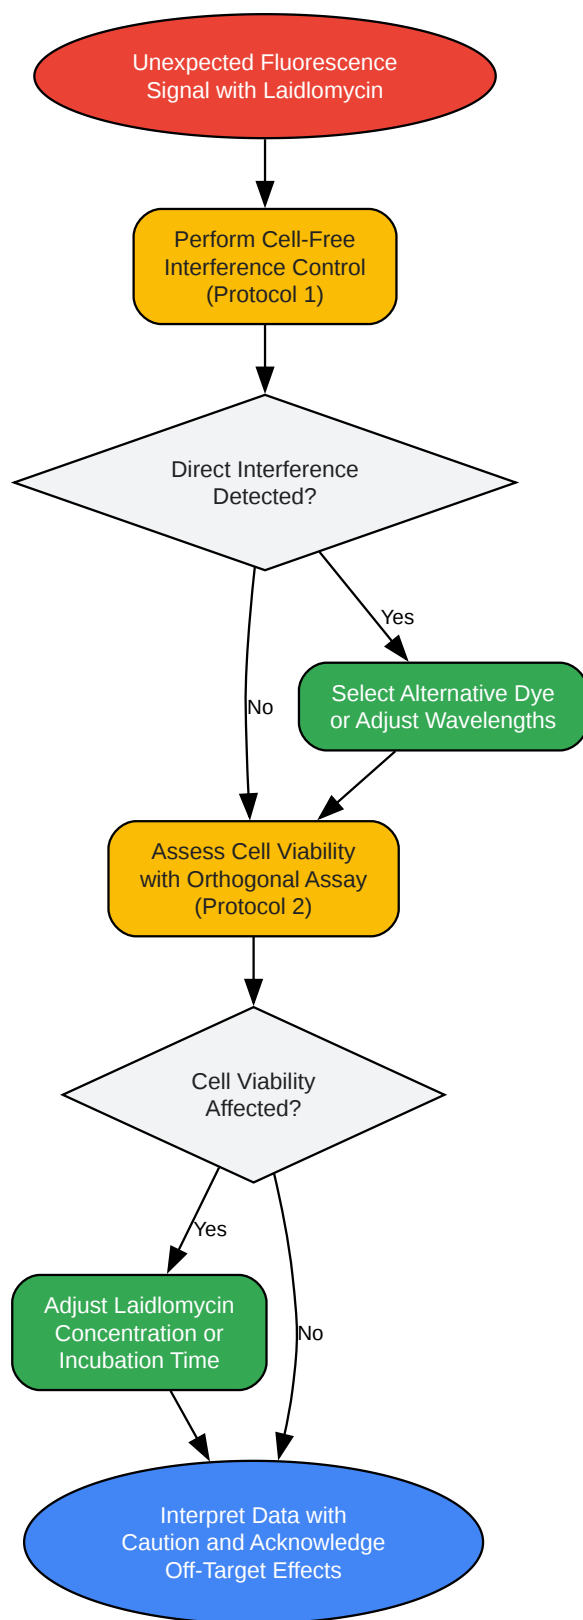 Unexpected Fluorescence
Signal with Laidlomycin
Perform Cell-Free
Interference Control
(Protocol 1)
Direct Interference
Detected?
Yes
Select Alternative Dye
or Adjust Wavelengths
No
Assess Cell Viability
with Orthogonal Assay
(Protocol 2)
Cell Viability
Affected?
Yes
Adjust Laidlomycin
Concentration or
Incubation Time
No
Interpret Data with
Caution and Acknowledge
Off-Target Effects